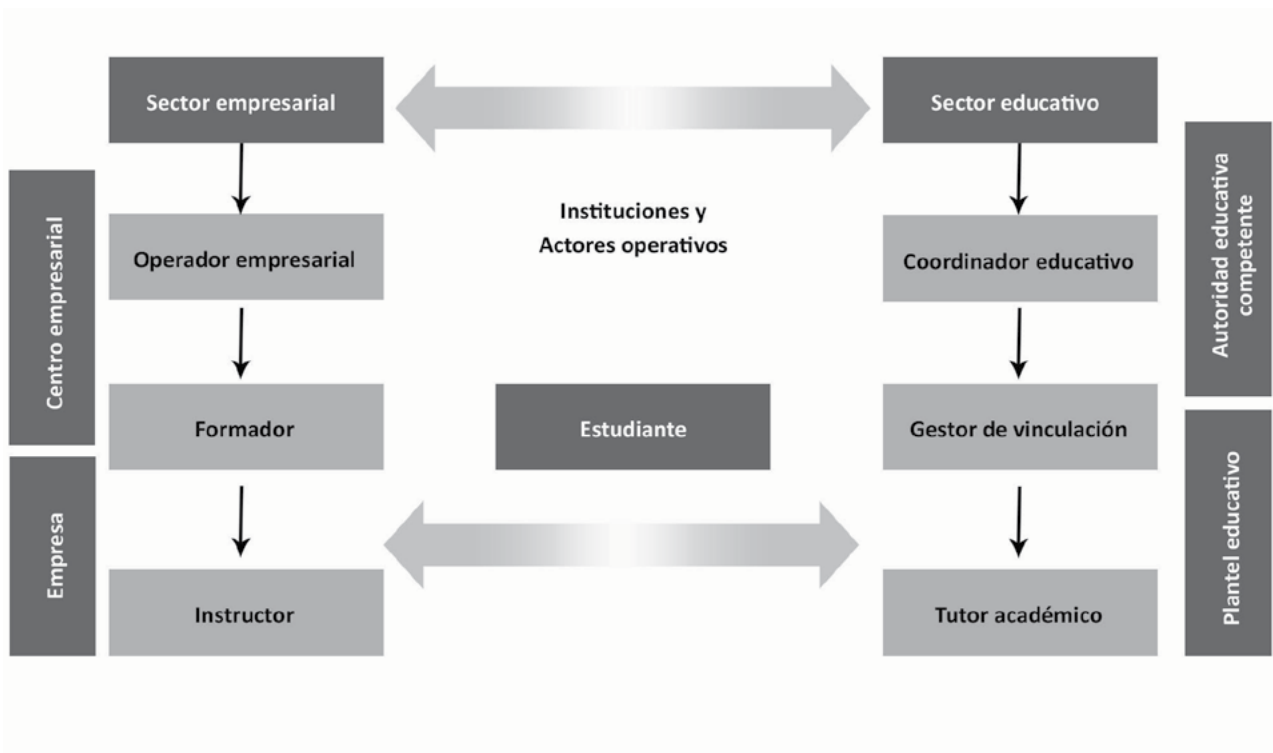 Sector empresarial
Sector educativo
Instituciones y
Actores operativos
Operador empresarial
Coordinador educativo
Centro empresarial
Autoridad educativa
competente
Formador
Estudiante
Gestor de vinculación
Empresa
Plantel educativo
Instructor
Tutor académico